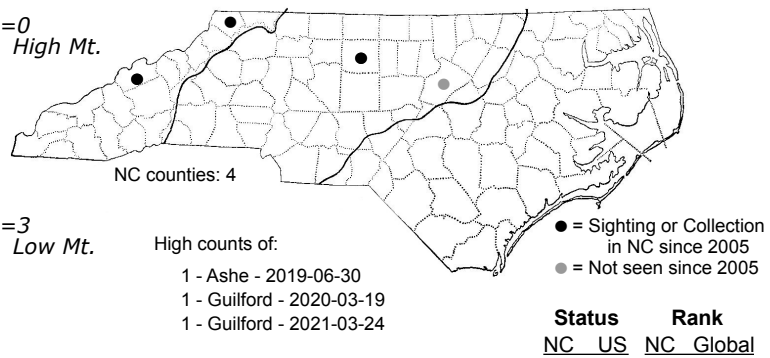 =0
High Mt.
NC counties: 4
=3
Low Mt.
High counts of:
1 - Ashe - 2019-06-30
1 - Guilford - 2020-03-19
1 - Guilford - 2021-03-24
= Sighting or Collection
in NC since 2005
= Not seen since 2005
Status Rank
NC US NC Global